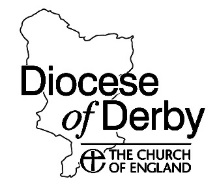 Diocese
of Derby
THE CHURCH
OF ENGLAND